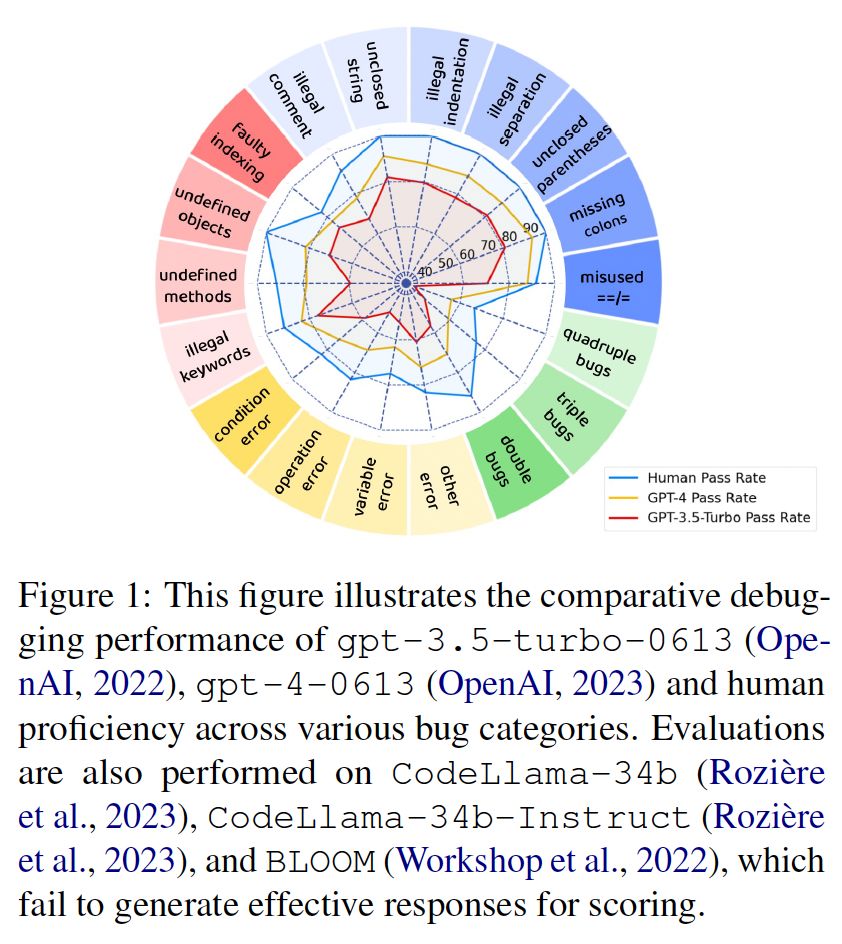 unclosed
string
illegal
indentation
illegal
separation
unclosed
parentheses
missing
colons
misused
==/=
quadruple
bugs
triple
bugs
double
bugs
other
error
variable
error
operation
error
condition
error
illegal
keywords
undefined
methods
undefined
objects
faulty
indexing
illegal
comment
40
50
60
70
80
90
Human Pass Rate
GPT-4 Pass Rate
GPT-3.5-Turbo Pass Rate
Figure 1: This figure illustrates the comparative debug-
ging performance of gpt-3.5-turbo-0613 (Ope-
nAI, 2022), gpt-4-0613 (OpenAI, 2023) and human
proficiency across various bug categories. Evaluations
are also performed on CodeLlama-34b (Rozière
et al., 2023), CodeLlama-34b-Instruct (Rozière
et al., 2023), and BLOOM (Workshop et al., 2022), which
fail to generate effective responses for scoring.